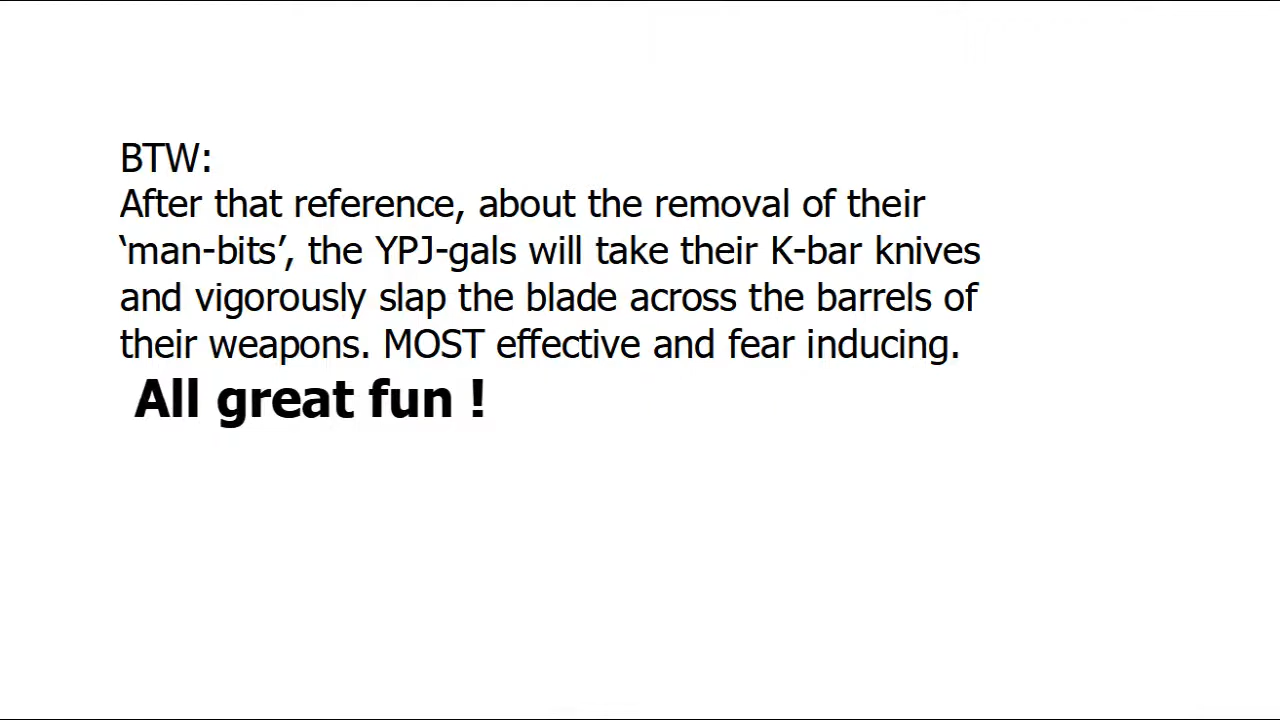 BTW:
After that reference, about the removal of their
‘man-bits’, the YPJ-gals will take their K-bar knives
and vigorously slap the blade across the barrels of
their weapons. MOST effective and fear inducing.
All great fun !